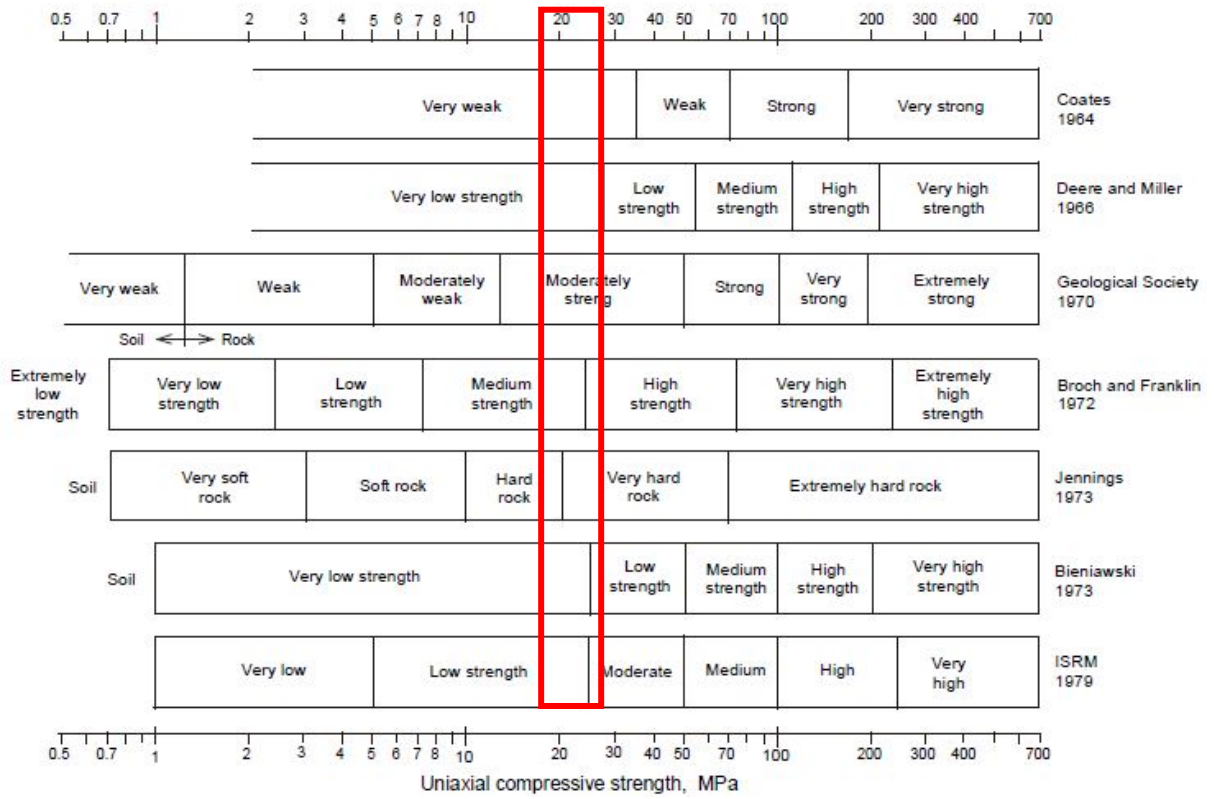 0.5 0.7 1 2 3 4 5 6 7 8 10 20 30 40 50 70 100 200 300 400 700
Very weak Weak Strong Very strong Coates
1964
Very low strength Low
strength Medium
strength High
strength Very high
strength Deere and Miller
1966
Very weak Weak Moderately
weak Moderately
streng Strong Very
strong Extremely
strong Geological Society
1970
Soil Rock
Extremely
low
strength Very low
strength Low
strength Medium
strength High
strength Very high
strength Extremely
high
strength Broch and Franklin
1972
Soil Very soft
rock Soft rock Hard
rock Very hard
rock Extremely hard rock Jennings
1973
Soil Very low strength Low
strength Medium
strength High
strength Very high
strength Bieniawski
1973
Very low Low strength Moderate Medium High Very
high ISRM
1979
0.5 0.7 1 2 3 4 5 6 7 8 10 20 30 40 50 70 100 200 300 400 700
Uniaxial compressive strength, MPa